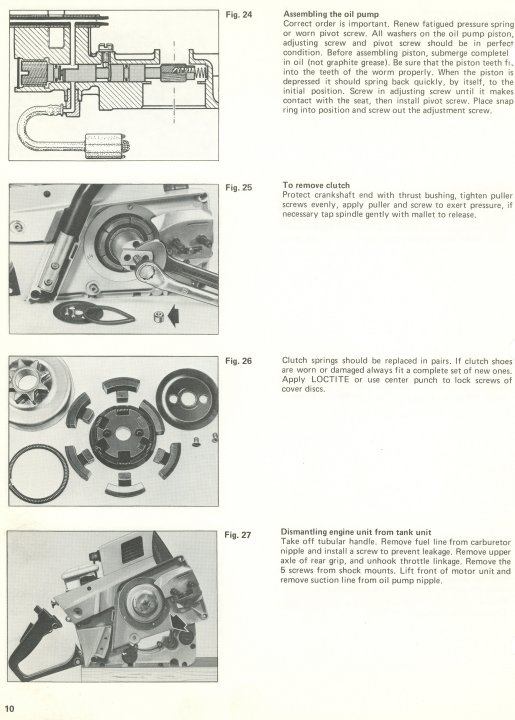 Fig. 24
Assembling the oil pump
Correct order is important. Renew fatigued pressure spring
or worn pivot screw. All washers on the oil pump piston,
adjusting screw and pivot screw should be in perfect
condition. Before assembling piston, submerge completel
in oil (not graphite grease). Be sure that the piston teeth fi
into the teeth of the worm properly. When the piston is
depressed it should spring back quickly, by itself, to the
initial position. Screw in adjusting screw until it makes
contact with the seat, then install pivot screw. Place snap
ring into position and screw out the adjustment screw.
Fig. 25
To remove clutch
Protect crankshaft end with thrust bushing, tighten puller
screws evenly, apply puller and screw to exert pressure, if
necessary tap spindle gently with mallet to release.
Fig. 26
Clutch springs should be replaced in pairs. If clutch shoes
are worn or damaged always fit a complete set of new ones.
Apply LOCTITE or use center punch to lock screws of
cover discs.
Fig. 27
Dismantling engine unit from tank unit
Take off tubular handle. Remove fuel line from carburetor
nipple and install a screw to prevent leakage. Remove upper
axle of rear grip, and unhook throttle linkage. Remove the
5 screws from shock mounts. Lift front of motor unit and
remove suction line from oil pump nipple.
10